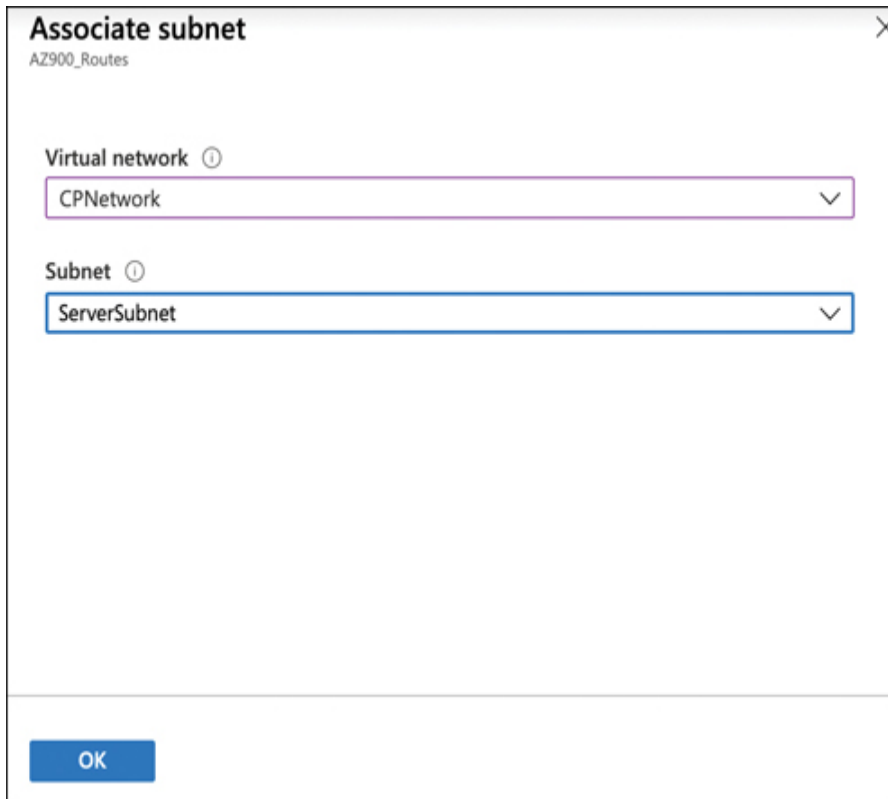 Associate subnet
AZ900_Routes
Virtual network
CPNetwork
Subnet
ServerSubnet
OK